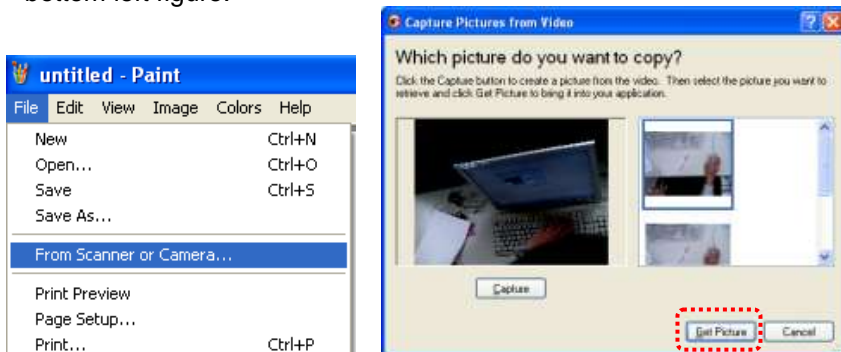 bottom left figure.
untitled - Paint
File Edit View Image Colors Help
New Ctrl+N
Open... Ctrl+O
Save Ctrl+S
Save As...
From Scanner or Camera...
Print Preview
Page Setup...
Print... Ctrl+P
Capture Pictures from Video
Which picture do you want to copy?
Click the Capture button to create a picture from the video. Then select the picture you want to
retrieve and click Get Picture to bring it into your application.
Capture
Get Picture Cancel